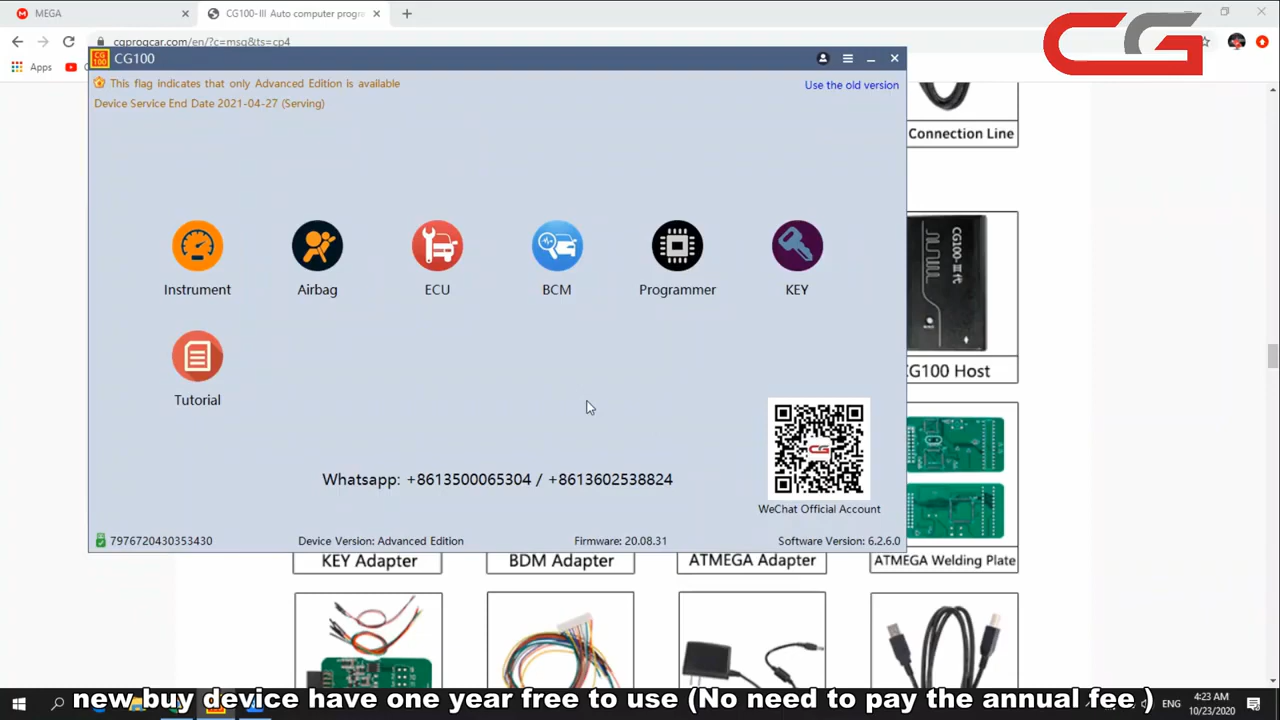 MEGA
CG100-III Auto computer progra
CG
cgprogcar.com/en/?c=msg&ts=cp4
Apps
CG100
This flag indicates that only Advanced Edition is available
Use the old version
Device Service End Date 2021-04-27 (Serving)
Connection Line
Instrument
Airbag
ECU
BCM
Programmer
KEY
Tutorial
CG100 Host
Whatsapp: +8613500065304 / +8613602538824
CG
WeChat Official Account
7976720430353430
Device Version: Advanced Edition
Firmware: 20.08.31
Software Version: 6.2.6.0
KEY Adapter
BDM Adapter
ATMEGA Adapter
ATMEGA Welding Plate
new buy device have one year free to use (No need to pay the annual fee )
ENG
4:23 AM
10/23/2020